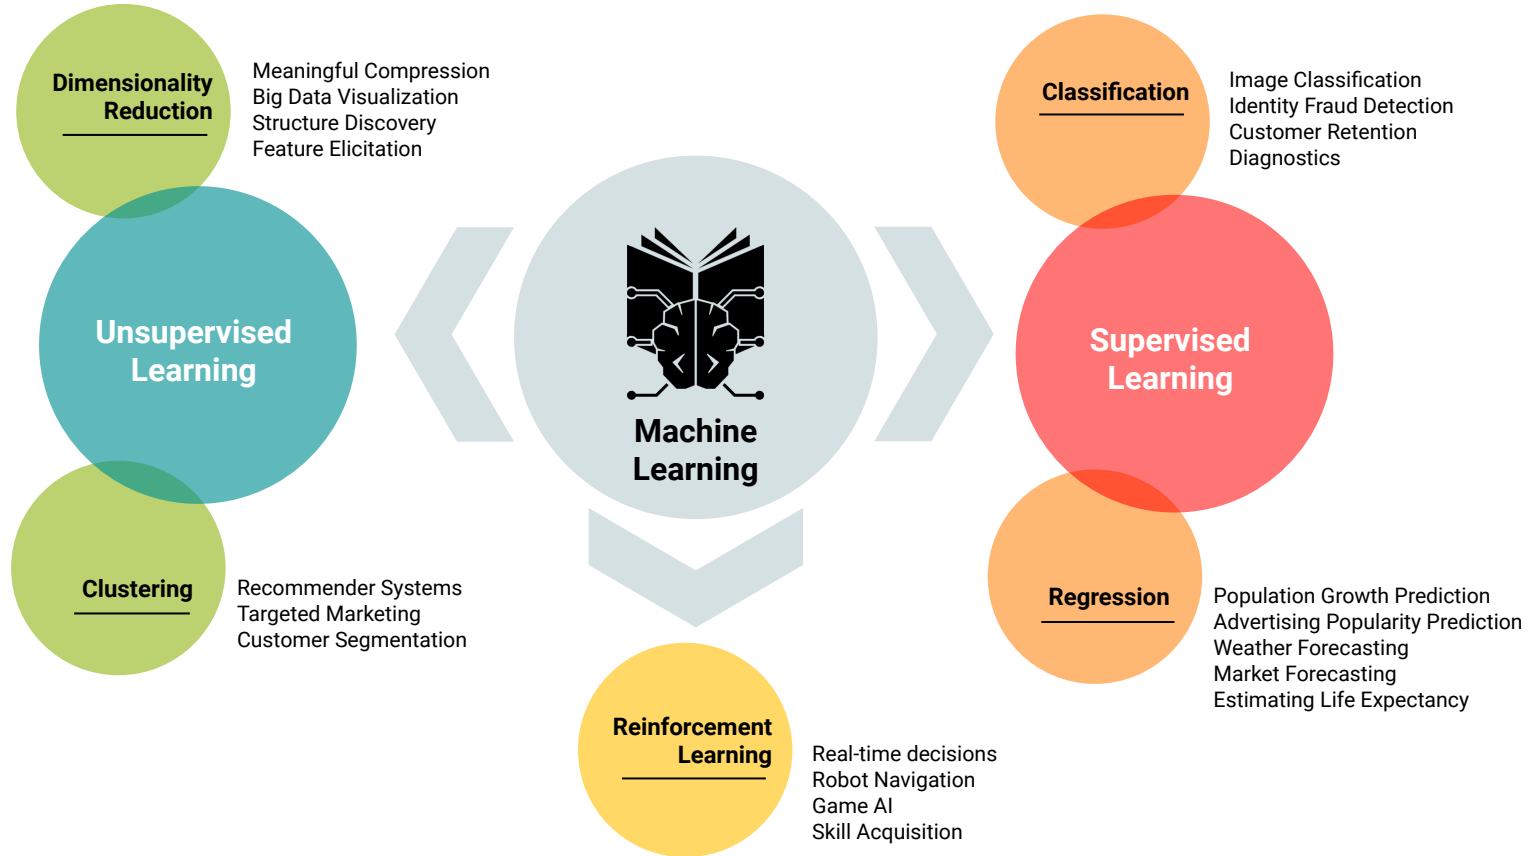 Dimensionality
Reduction
Meaningful Compression
Big Data Visualization
Structure Discovery
Feature Elicitation
Unsupervised
Learning
Clustering
Recommender Systems
Targeted Marketing
Customer Segmentation
Machine
Learning
Reinforcement
Learning
Real-time decisions
Robot Navigation
Game AI
Skill Acquisition
Classification
Image Classification
Identity Fraud Detection
Customer Retention
Diagnostics
Supervised
Learning
Regression
Population Growth Prediction
Advertising Popularity Prediction
Weather Forecasting
Market Forecasting
Estimating Life Expectancy